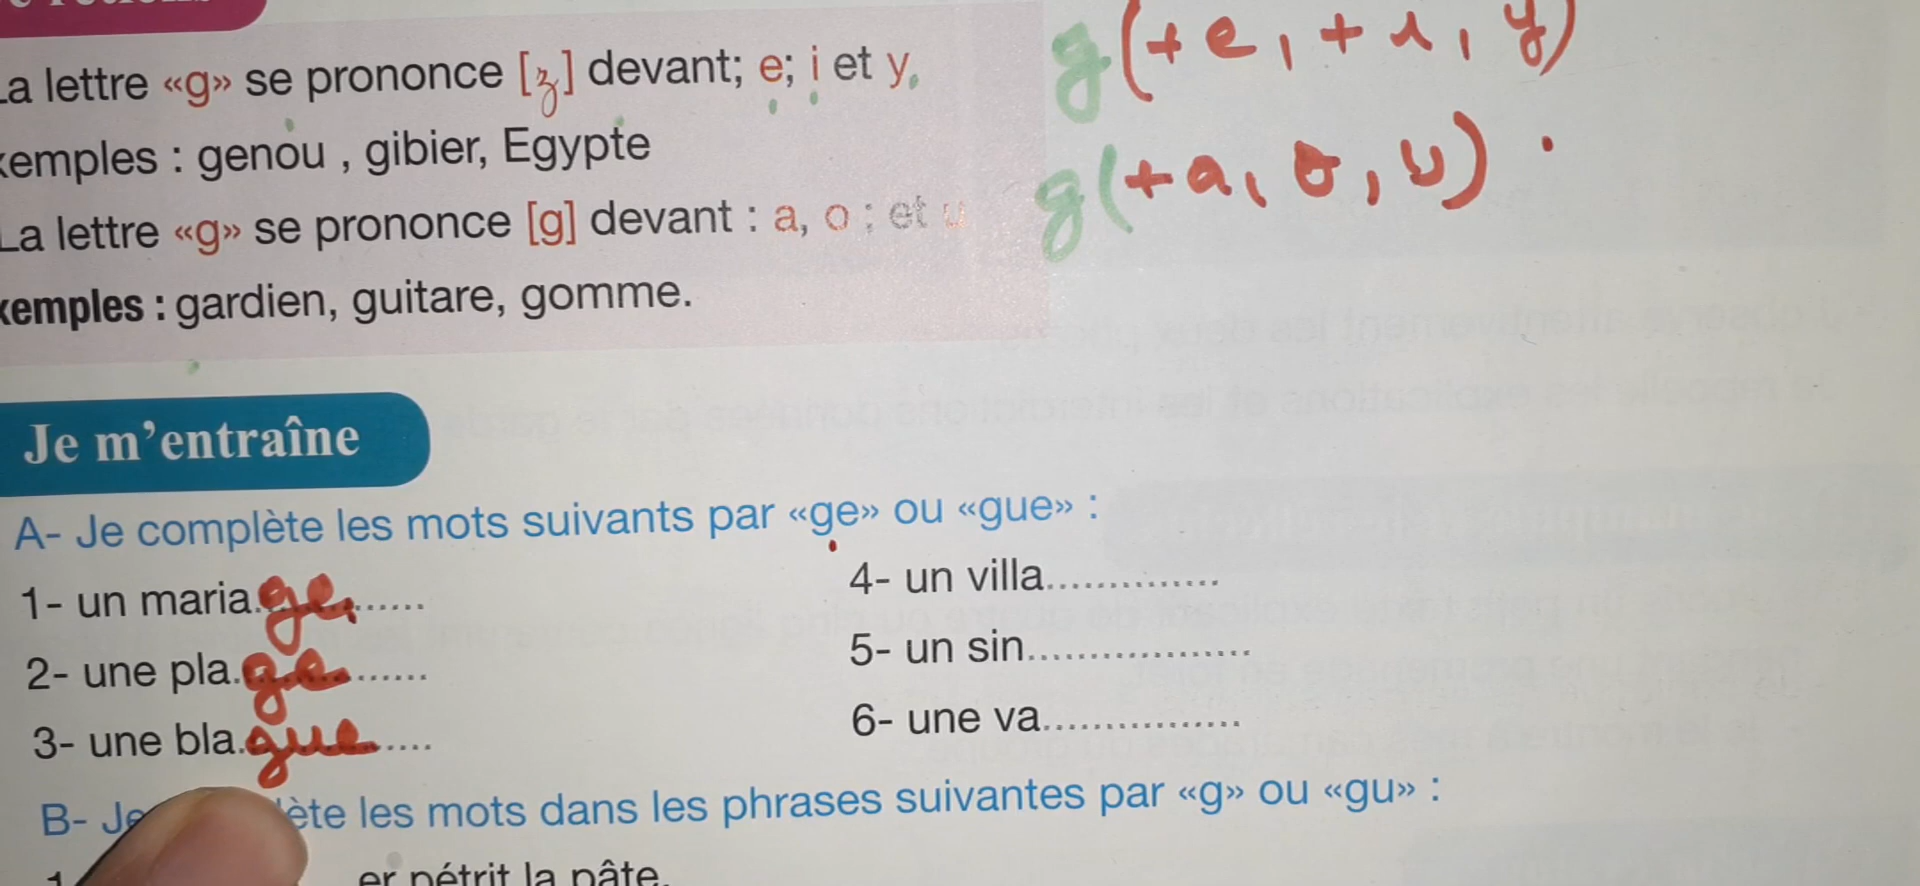 La lettre «g» se prononce [ʒ] devant; e; i et y,
g(+e, +i, y)
xemples : genou , gibier, Egypte
La lettre «g» se prononce [g] devant : a, o ; et u
g(+a, o, u) .
xemples : gardien, guitare, gomme.
Je m'entraîne
A- Je complète les mots suivants par «ge» ou «gue» :
1- un maria.ge,......
2- une pla.ge......
3- une bla.gue....
4- un villa..............
5- un sin..................
6- une va................
B- Je ète les mots dans les phrases suivantes par «g» ou «gu» :
1 er pétrit la pâte.